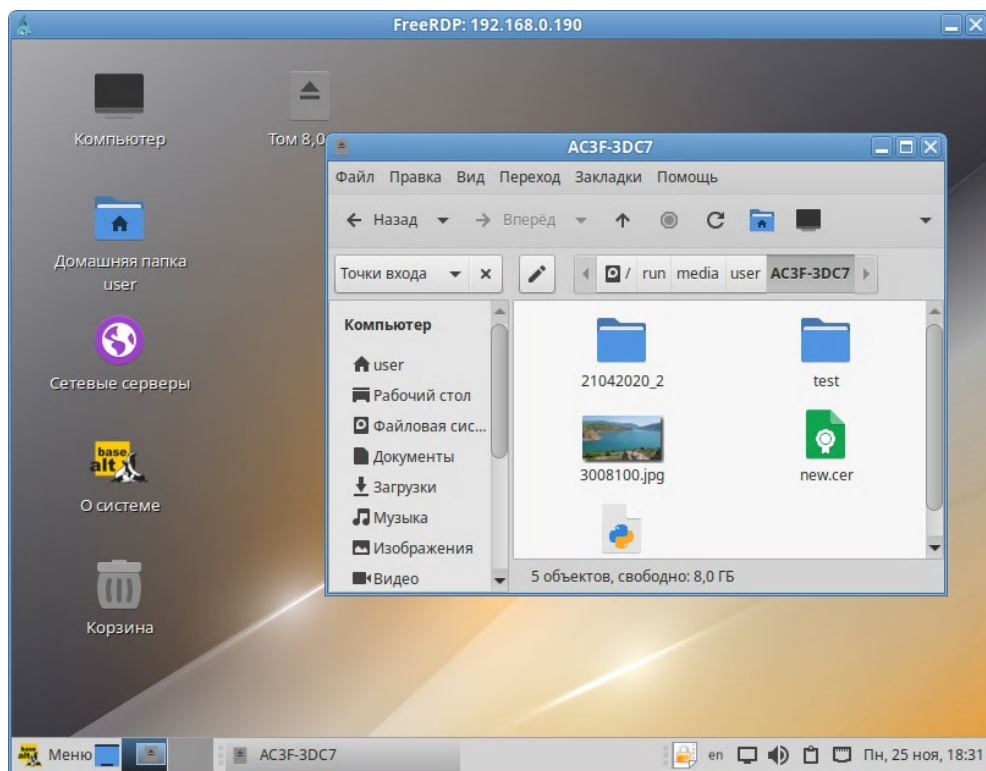 FreeRDP: 192.168.0.190
Компьютер
Том 8,0
Домашняя папка
user
Сетевые серверы
base
alt
О системе
Корзина
AC3F-3DC7
Файл Правка Вид Переход Закладки Помощь
Назад Вперёд
Точки входа / run media user AC3F-3DC7
Компьютер
user
Рабочий стол
Файловая сис...
Документы
Загрузки
Музыка
Изображения
Видео
21042020_2
test
3008100.jpg
new.cer
5 объектов, свободно: 8,0 ГБ
Меню AC3F-3DC7 en Пн, 25 ноя, 18:31